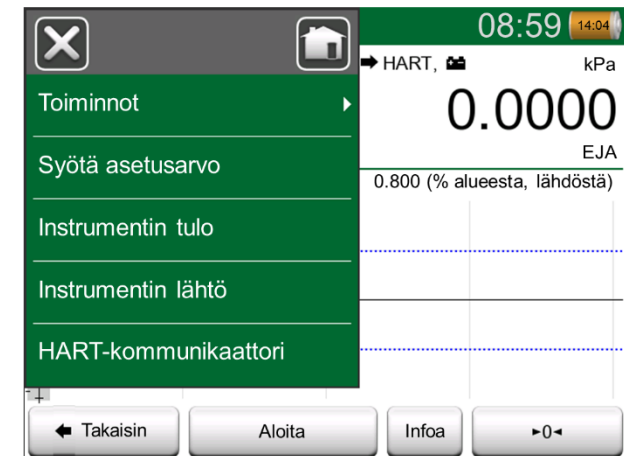 08:59 14:04
HART, kPa
0.0000
EJA
0.800 (% alueesta, lähdöstä)
Toiminnot
Syötä asetusarvo
Instrumentin tulo
Instrumentin lähtö
HART-kommunikaattori
Takaisin Aloita Infoa ►0◄